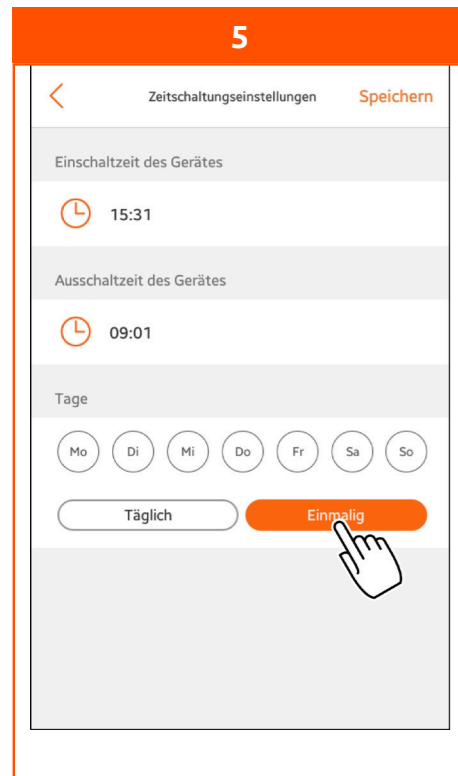 5
Zeitschaltungseinstellungen Speichern
Einschaltzeit des Gerätes
15:31
Ausschaltzeit des Gerätes
09:01
Tage
Mo Di Mi Do Fr Sa So
Täglich Einmalig